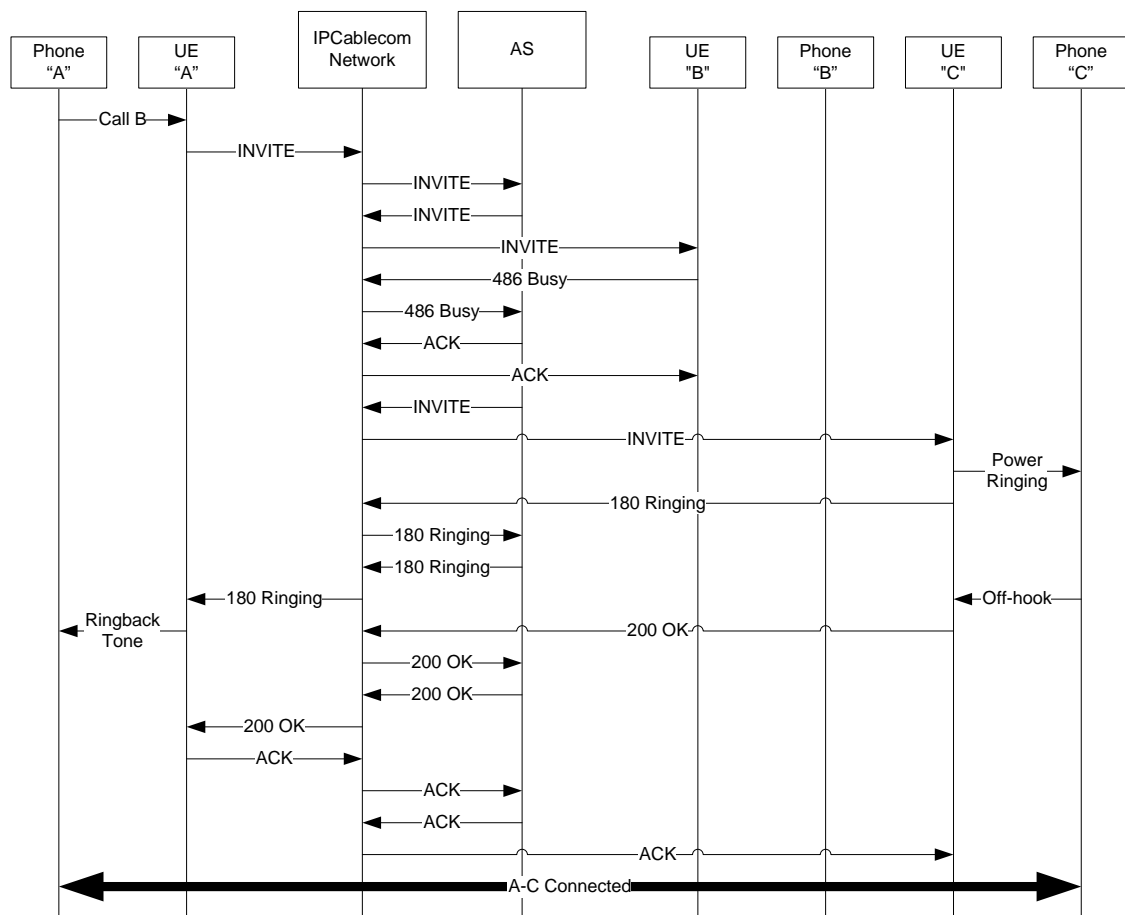 Phone
“A”
UE
“A”
IPCablecom
Network
AS
UE
"B"
Phone
“B”
UE
"C"
Phone
“C”
Call B
INVITE
INVITE
INVITE
INVITE
486 Busy
486 Busy
ACK
ACK
INVITE
INVITE
Power
Ringing
180 Ringing
180 Ringing
180 Ringing
180 Ringing
Off-hook
Ringback
Tone
200 OK
200 OK
200 OK
200 OK
ACK
ACK
ACK
ACK
A-C Connected